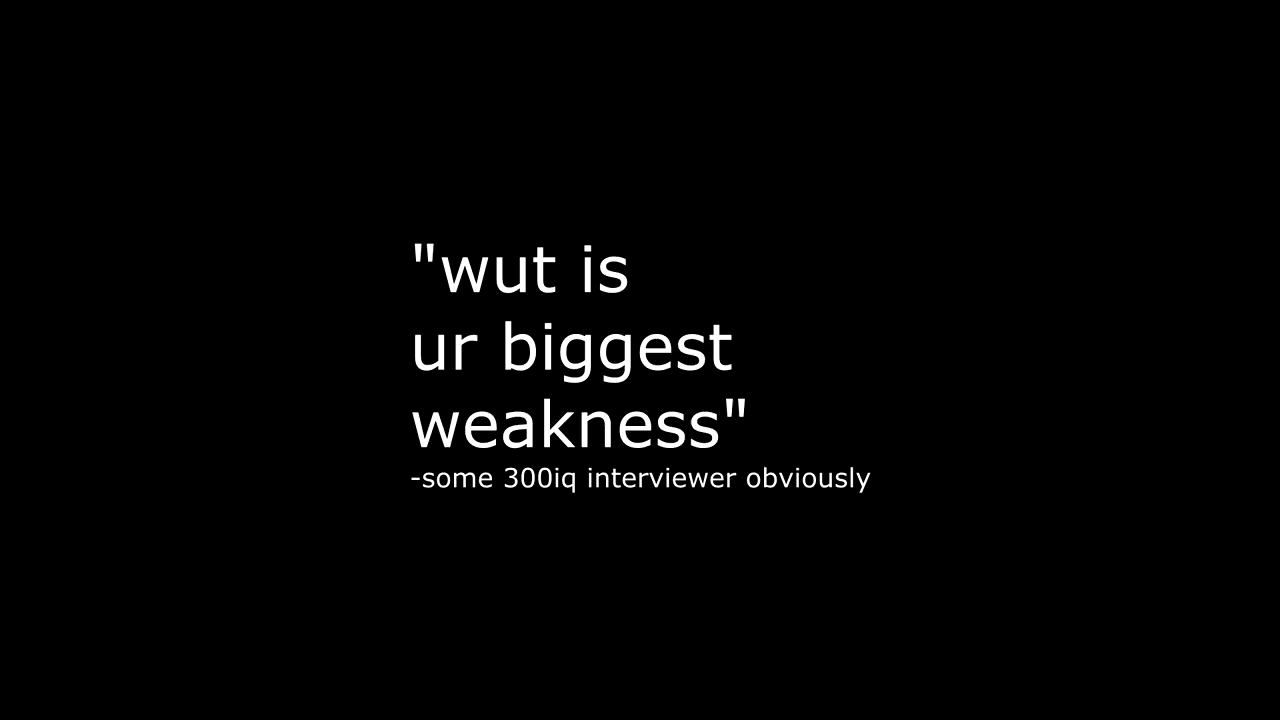 "wut is
ur biggest
weakness"
-some 300iq interviewer obviously